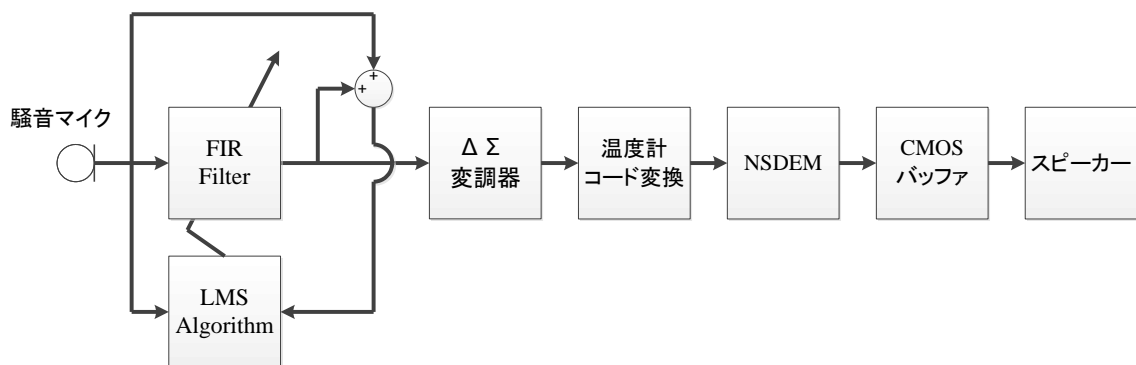 騒音マイク
+
+
FIR
Filter
LMS
Algorithm
Δ Σ
変調器
温度計
コード変換
NSDEM
CMOS
バッファ
スピーカー